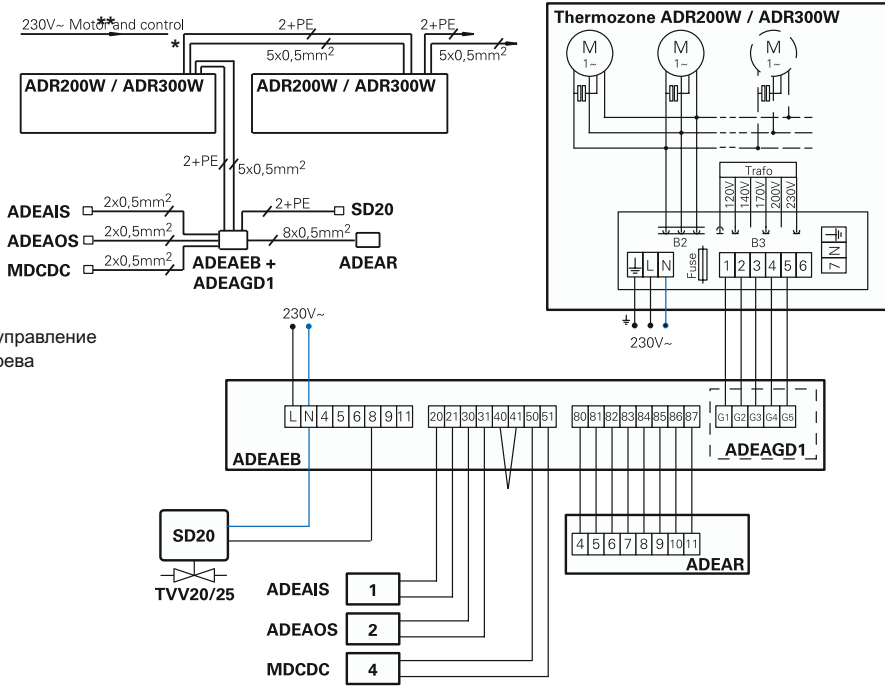 230V~ Motor and control
**
*
2+PE
5x0,5mm²
2+PE
5x0,5mm²
ADR200W / ADR300W
ADR200W / ADR300W
2+PE
5x0,5mm²
ADEAIS
2x0,5mm²
2+PE
SD20
ADEAOS
2x0,5mm²
8x0,5mm²
ADEAR
MDCDC
2x0,5mm²
ADEAEB +
ADEAGD1
управление
рева
Thermozone ADR200W / ADR300W
M
1~
M
1~
M
1~
Trafo
120V
140V
170V
200V
230V
B2
B3
L N
Fuse
1 2 3 4 5 6
7 N
230V~
230V~
L N 4 5 6 8 9 11
20 21 30 31 40 41 50 51
80 81 82 83 84 85 86 87
G1 G2 G3 G4 G5
ADEAGD1
ADEAEB
SD20
TVV20/25
4 5 6 7 8 9 10 11
ADEAR
ADEAIS 1
ADEAOS 2
MDCDC 4